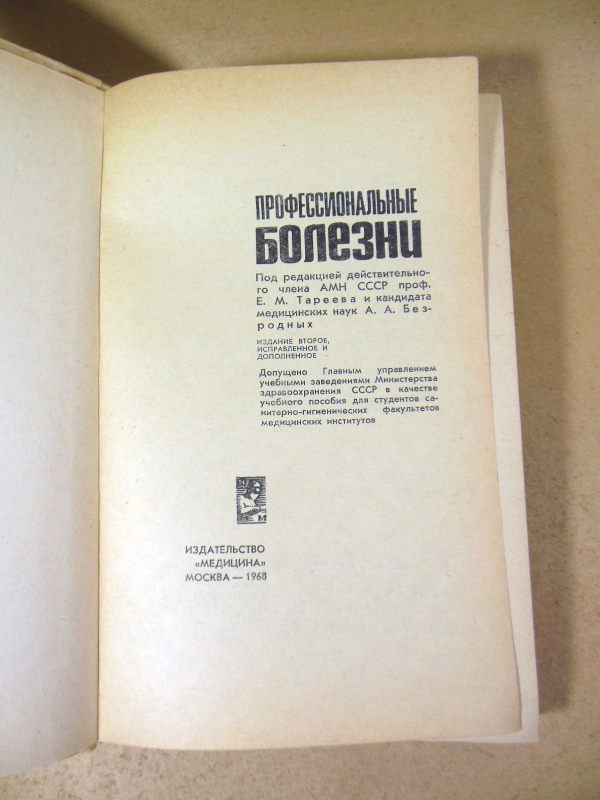 ПРОФЕССИОНАЛЬНЫЕ
БОЛЕЗНИ
Под редакцией действительно-
го члена АМН СССР проф.
Е. М. Тареева и кандидата
медицинских наук А. А. Без-
родных
ИЗДАНИЕ ВТОРОЕ,
ИСПРАВЛЕННОЕ И
ДОПОЛНЕННОЕ
Допущено Главным управлением
учебными заведениями Министерства
здравоохранения СССР в качестве
учебного пособия для студентов са-
нитарно-гигиенических факультетов
медицинских институтов
М
ИЗДАТЕЛЬСТВО
«МЕДИЦИНА»
МОСКВА — 1968